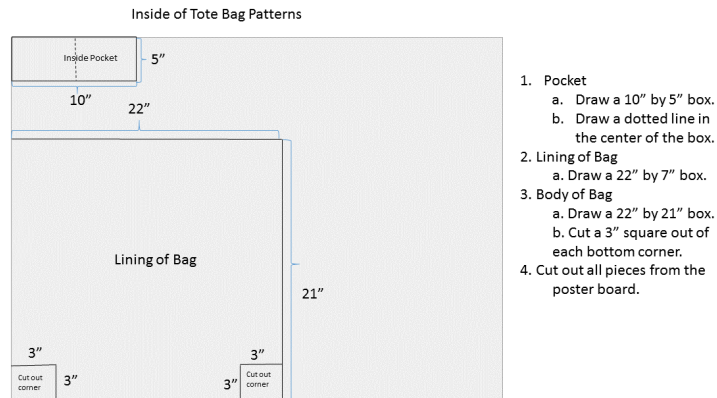 Inside of Tote Bag Patterns
Inside Pocket
5”
10”
22”
Lining of Bag
21”
3”
Cut out
corner
3”
3”
Cut out
corner
3”
1. Pocket
a. Draw a 10” by 5” box.
b. Draw a dotted line in
the center of the box.
2. Lining of Bag
a. Draw a 22” by 7” box.
3. Body of Bag
a. Draw a 22” by 21” box.
b. Cut a 3” square out of
each bottom corner.
4. Cut out all pieces from the
poster board.